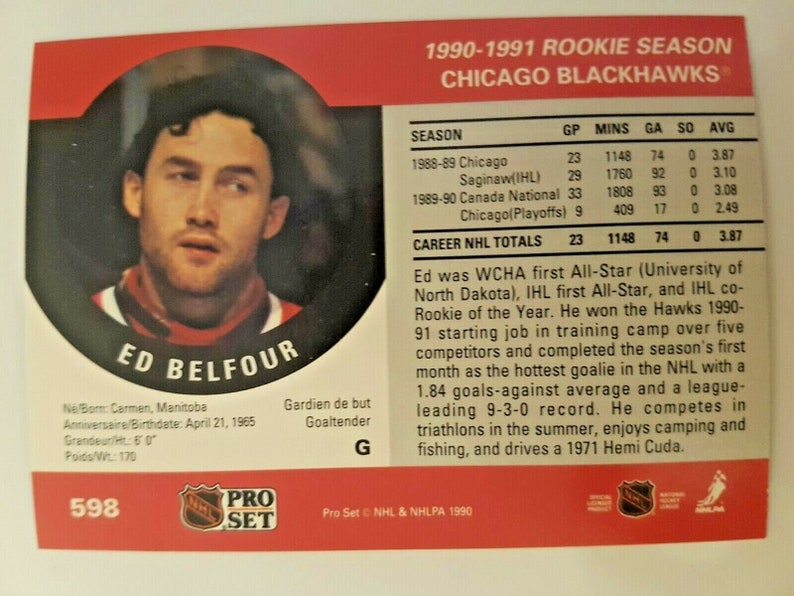 1990-1991 ROOKIE SEASON
CHICAGO BLACKHAWKS®
SEASON GP MINS GA SO AVG
1988-89 Chicago 23 1148 74 0 3.87
Saginaw(IHL) 29 1760 92 0 3.10
1989-90 Canada National 33 1808 93 0 3.08
Chicago(Playoffs) 9 409 17 0 2.49
CAREER NHL TOTALS 23 1148 74 0 3.87
Ed was WCHA first All-Star (University of
North Dakota), IHL first All-Star, and IHL co-
Rookie of the Year. He won the Hawks 1990-
91 starting job in training camp over five
competitors and completed the season's first
month as the hottest goalie in the NHL with a
1.84 goals-against average and a league-
leading 9-3-0 record. He competes in
triathlons in the summer, enjoys camping and
fishing, and drives a 1971 Hemi Cuda.
ED BELFOUR
Né/Born: Carmen, Manitoba
Anniversaire/Birthdate: April 21, 1965
Grandeur/Ht.: 6' 0"
Poids/Wt.: 170
Gardien de but
Goaltender
G
598
NHL
PRO
SET
Pro Set © NHL & NHLPA 1990
OFFICIAL
LICENSED
PRODUCT
NHL
NATIONAL
HOCKEY
LEAGUE
NHLPA